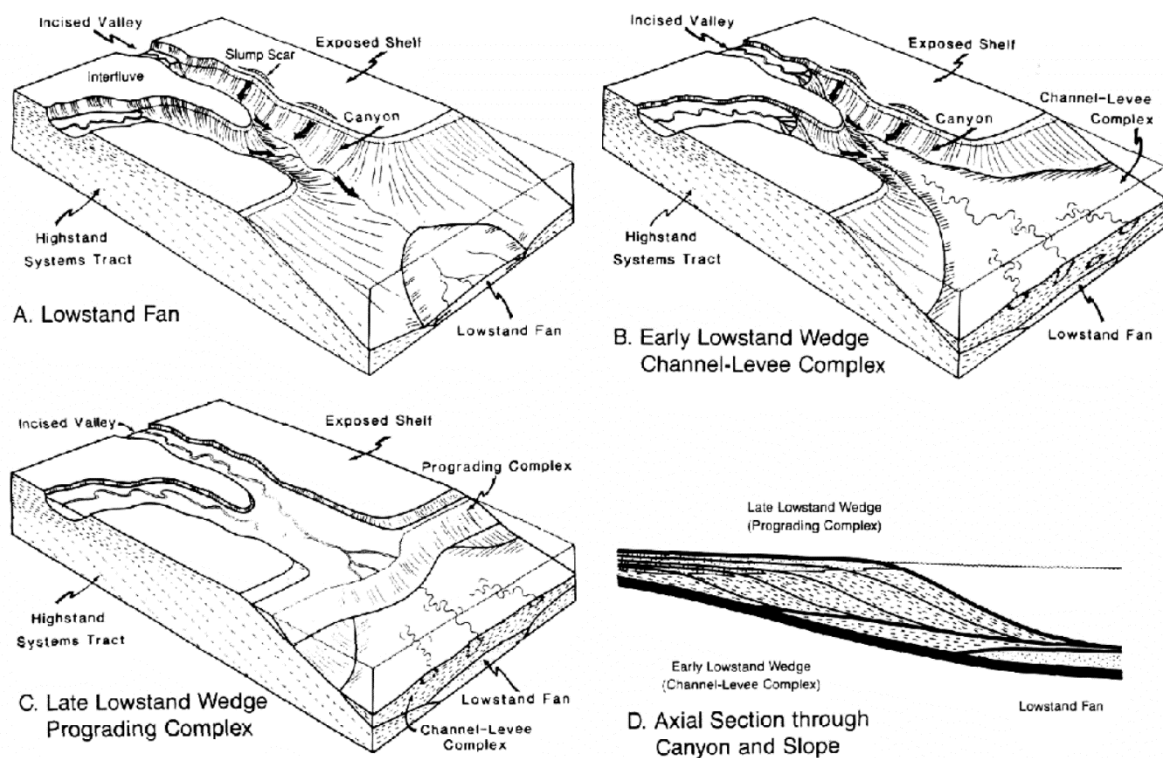 Incised Valley
Slump Scar
Exposed Shelf
Interfluve
Canyon
Highstand
Systems Tract
Lowstand Fan
A. Lowstand Fan
Incised Valley
Exposed Shelf
Channel-Levee
Complex
Canyon
Highstand
Systems Tract
Lowstand Fan
B. Early Lowstand Wedge
Channel-Levee Complex
Incised Valley
Exposed Shelf
Prograding Complex
Highstand
Systems Tract
Lowstand Fan
Channel-Levee
Complex
C. Late Lowstand Wedge
Prograding Complex
Late Lowstand Wedge
(Prograding Complex)
Early Lowstand Wedge
(Channel-Levee Complex)
Lowstand Fan
D. Axial Section through
Canyon and Slope